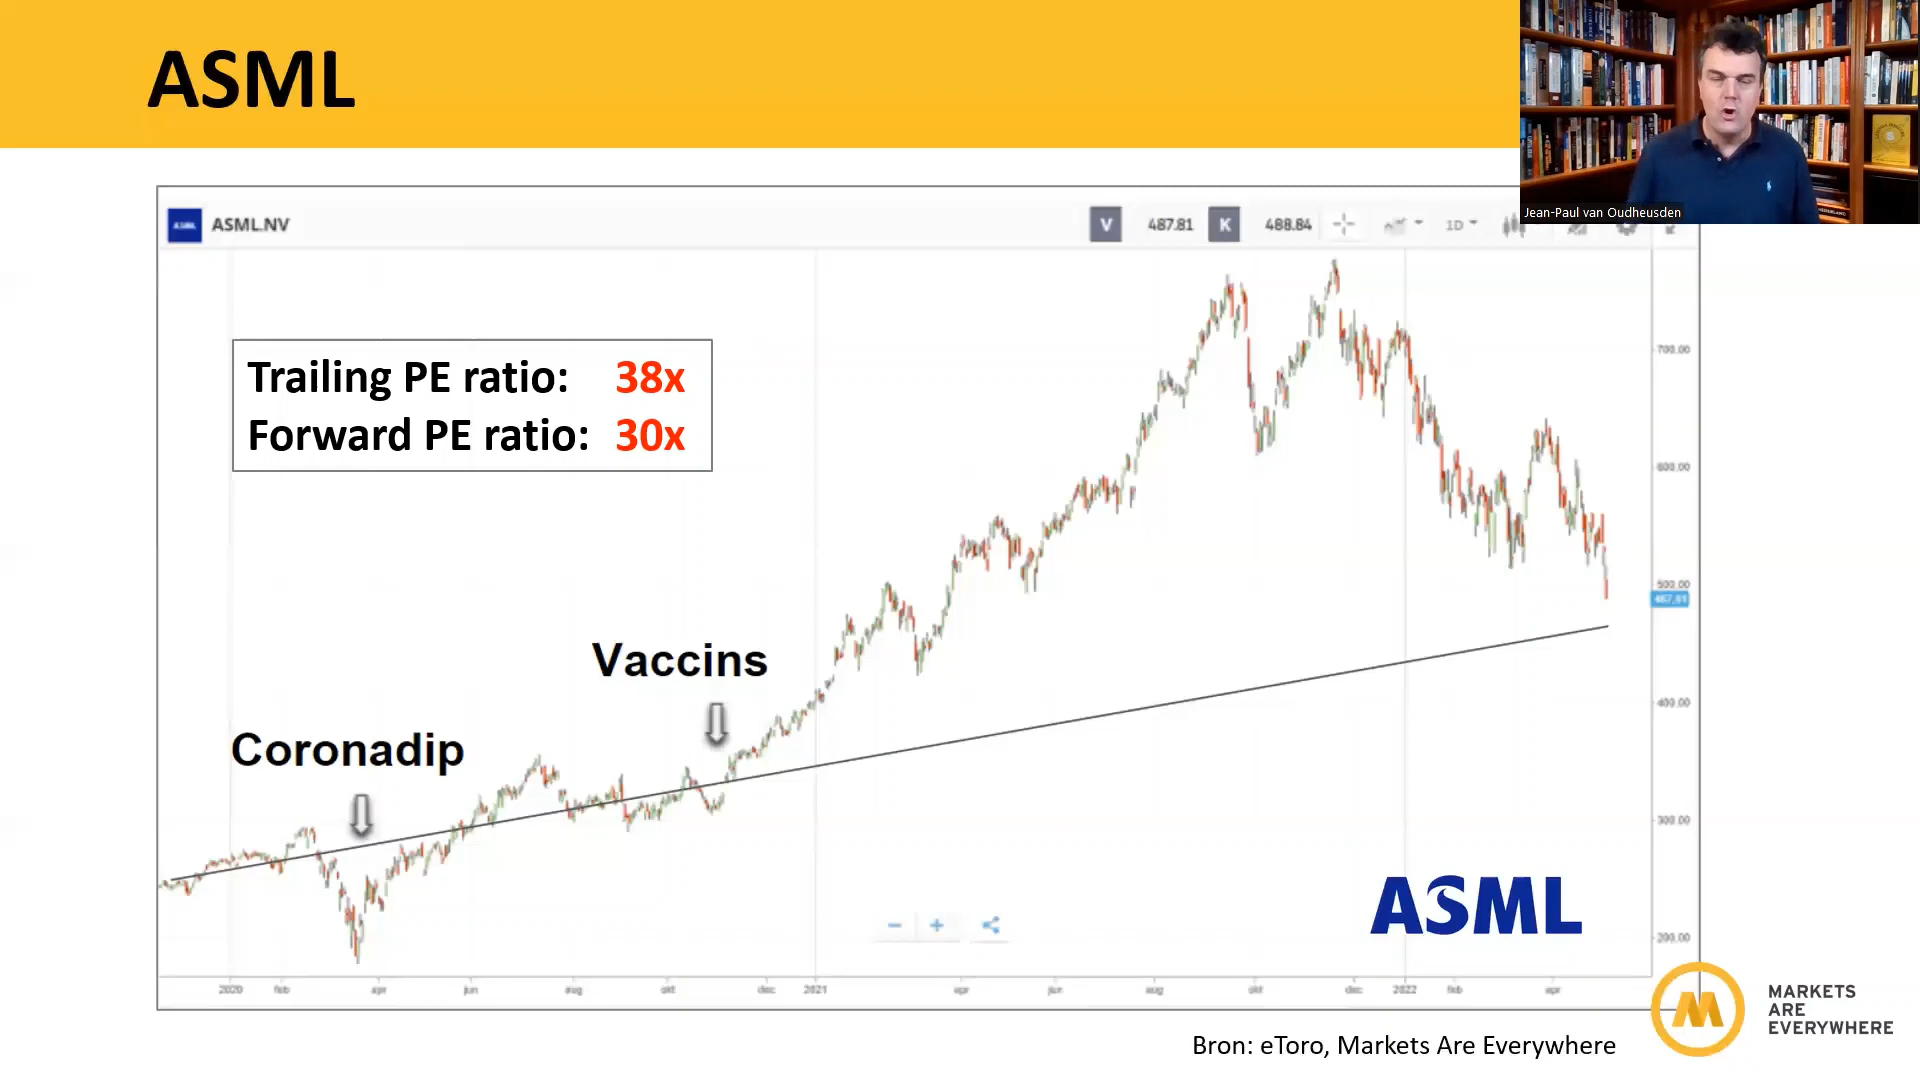 ASML
Jean-Paul van Oudheusden
ASML
ASML.NV
V 487.81 K 488.84 1D
Trailing PE ratio: 38x
Forward PE ratio: 30x
Vaccins
Coronadip
700.00
600.00
500.00
487.81
400.00
300.00
200.00
ASML
2020 feb apr jun aug okt dec 2021 apr jun aug okt dec 2022 feb apr
MARKETS
ARE
EVERYWHERE
Bron: eToro, Markets Are Everywhere